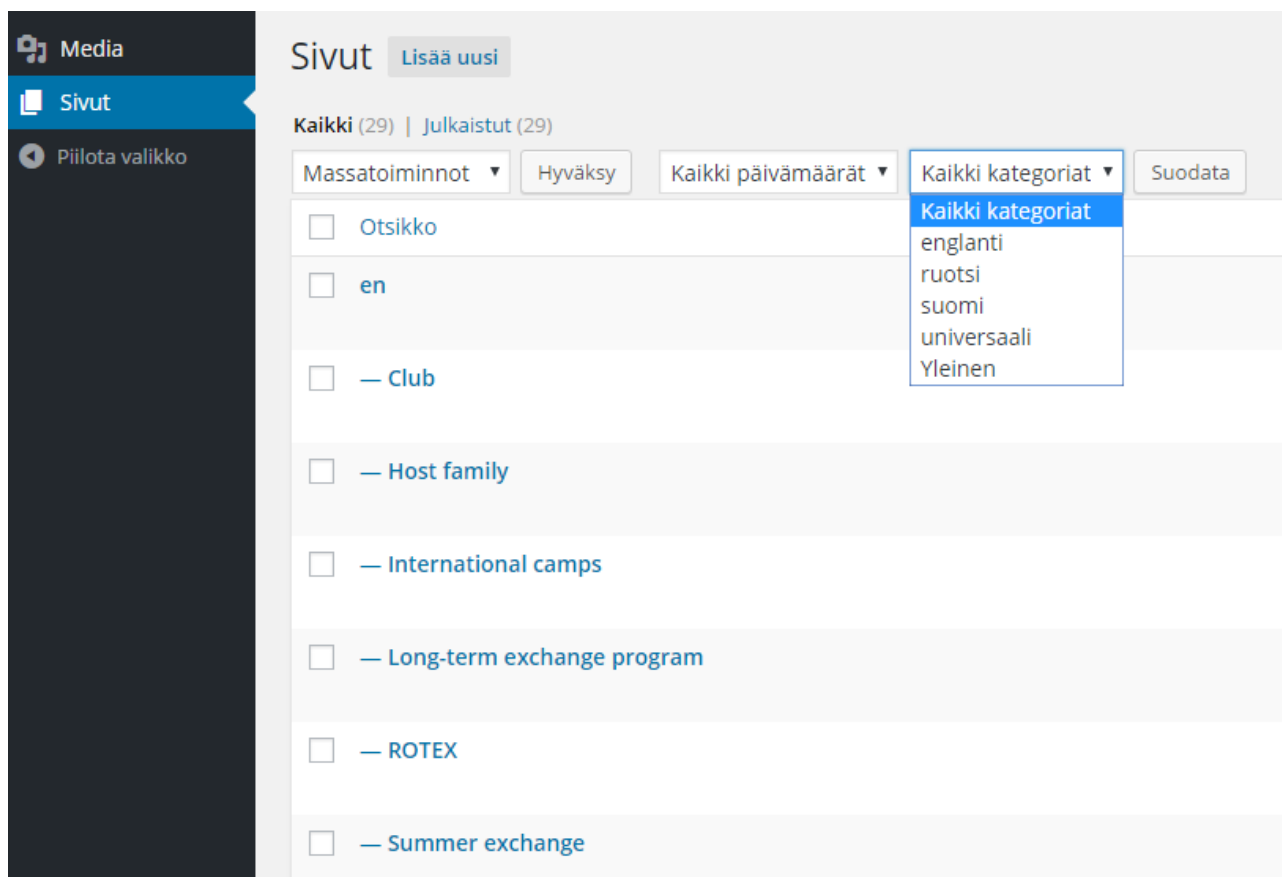 Media
Sivut
Piilota valikko
Sivut Lisää uusi
Kaikki (29) | Julkaistut (29)
Massatoiminnot Hyväksy Kaikki päivämäärät Kaikki kategoriat Suodata
Kaikki kategoriat
englanti
ruotsi
suomi
universaali
Yleinen
Otsikko
en
— Club
— Host family
— International camps
— Long-term exchange program
— ROTEX
— Summer exchange